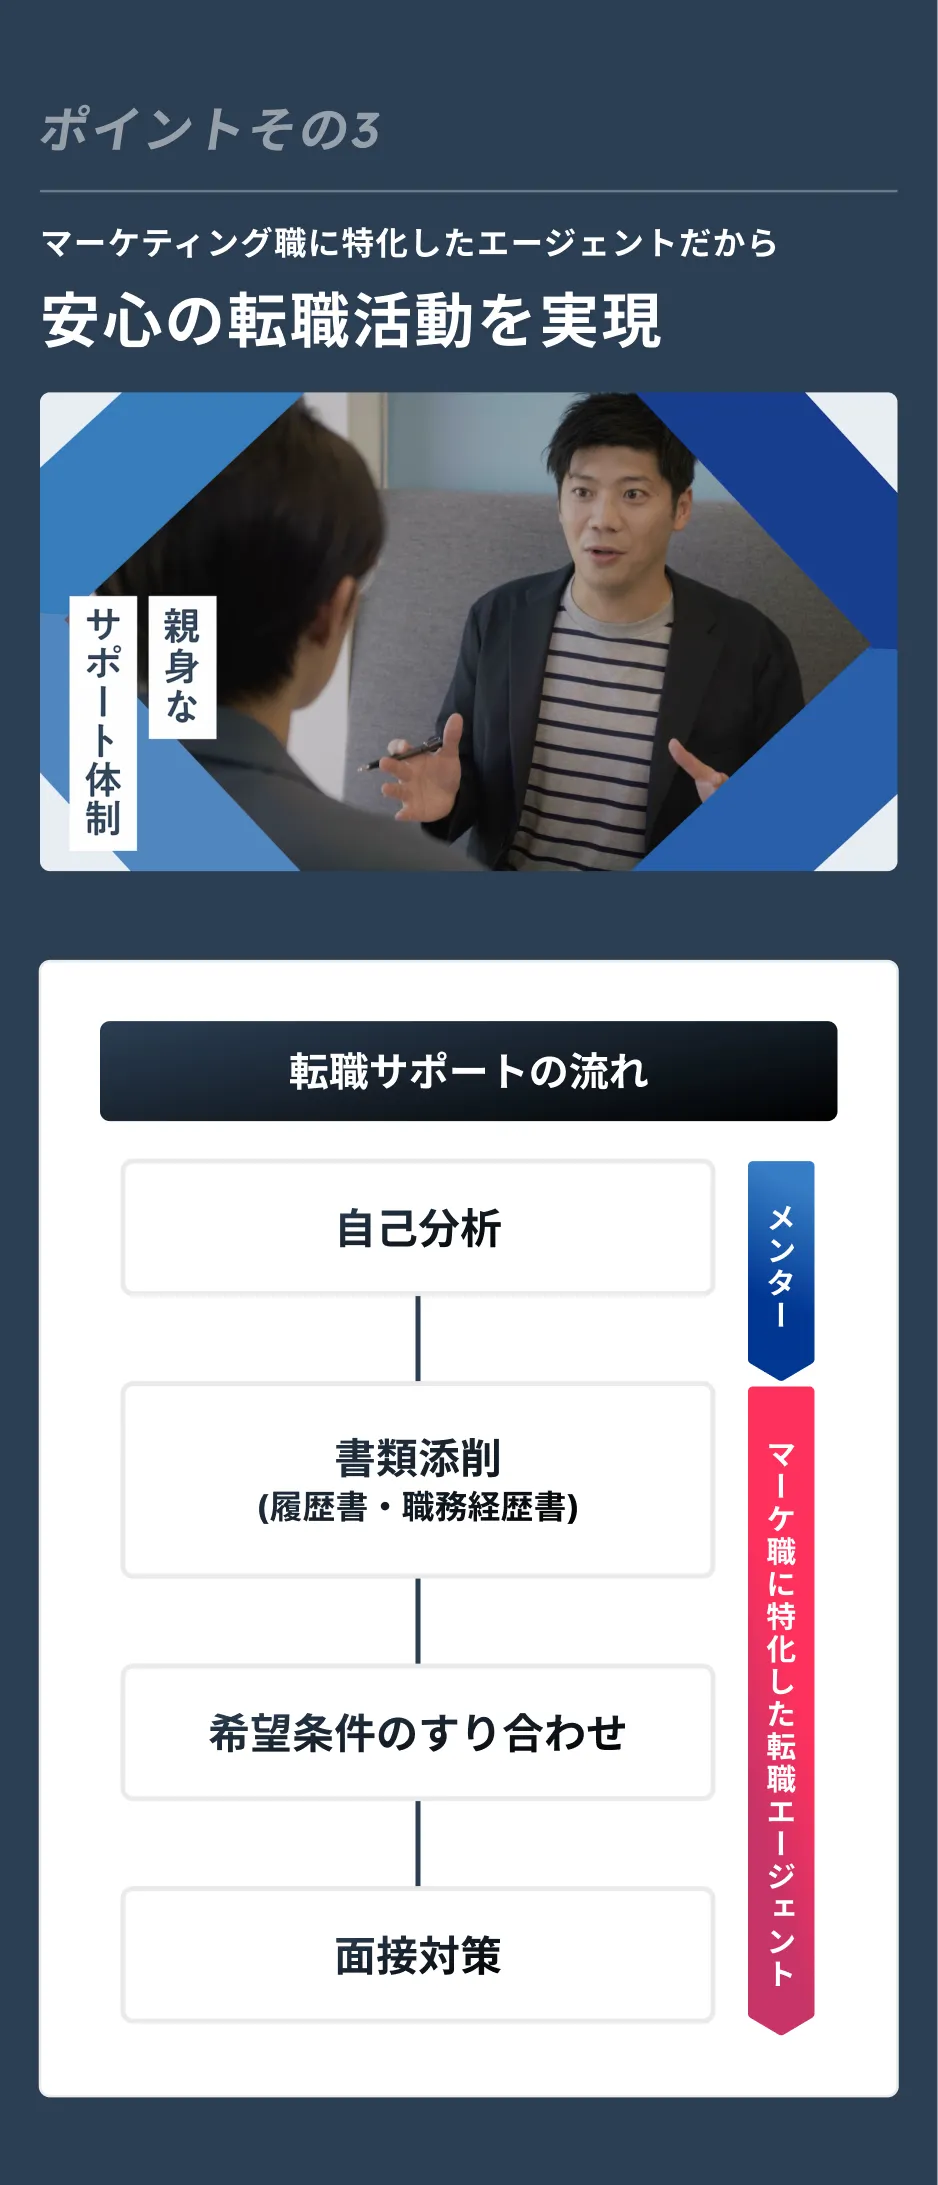 ポイントその3
マーケティング職に特化したエージェントだから
安心の転職活動を実現
親身な
サポート体制
転職サポートの流れ
自己分析
メンター
書類添削
(履歴書・職務経歴書)
希望条件のすり合わせ
面接対策
マーケ職に特化した転職エージェント